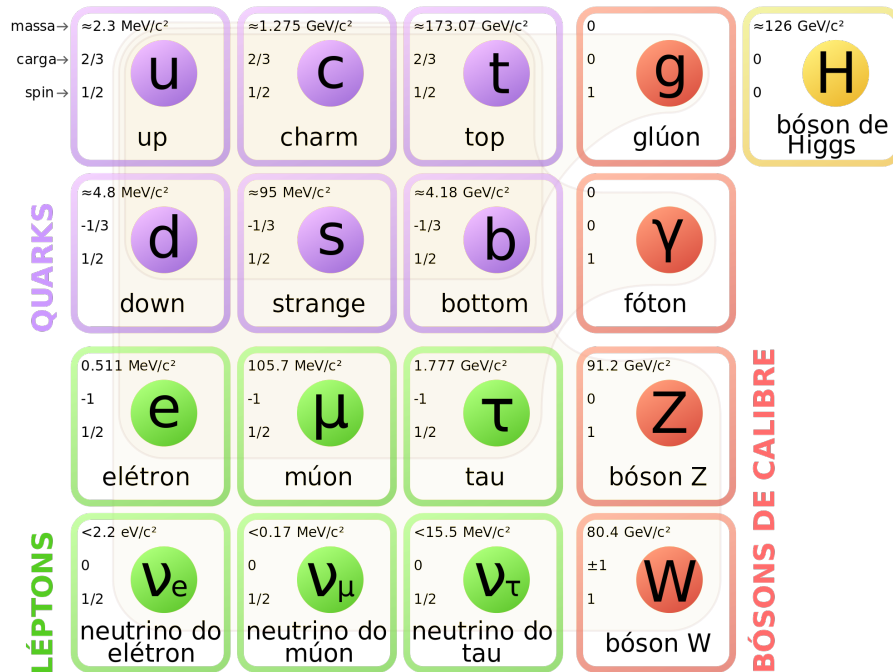 massa→
carga→
spin→
≈2.3 MeV/c²
2/3
1/2
u
up
≈1.275 GeV/c²
2/3
1/2
c
charm
≈173.07 GeV/c²
2/3
1/2
t
top
0
0
1
g
glúon
≈126 GeV/c²
0
0
H
bóson de
Higgs
QUARKS
≈4.8 MeV/c²
-1/3
1/2
d
down
≈95 MeV/c²
-1/3
1/2
s
strange
≈4.18 GeV/c²
-1/3
1/2
b
bottom
0
0
1
γ
fóton
0.511 MeV/c²
-1
1/2
e
elétron
105.7 MeV/c²
-1
1/2
μ
múon
1.777 GeV/c²
-1
1/2
τ
tau
91.2 GeV/c²
0
1
Z
bóson Z
BÓSONS DE CALIBRE
LÉPTONS
<2.2 eV/c²
0
1/2
νe
neutrino do
elétron
<0.17 MeV/c²
0
1/2
νμ
neutrino do
múon
<15.5 MeV/c²
0
1/2
ντ
neutrino do
tau
80.4 GeV/c²
±1
1
W
bóson W